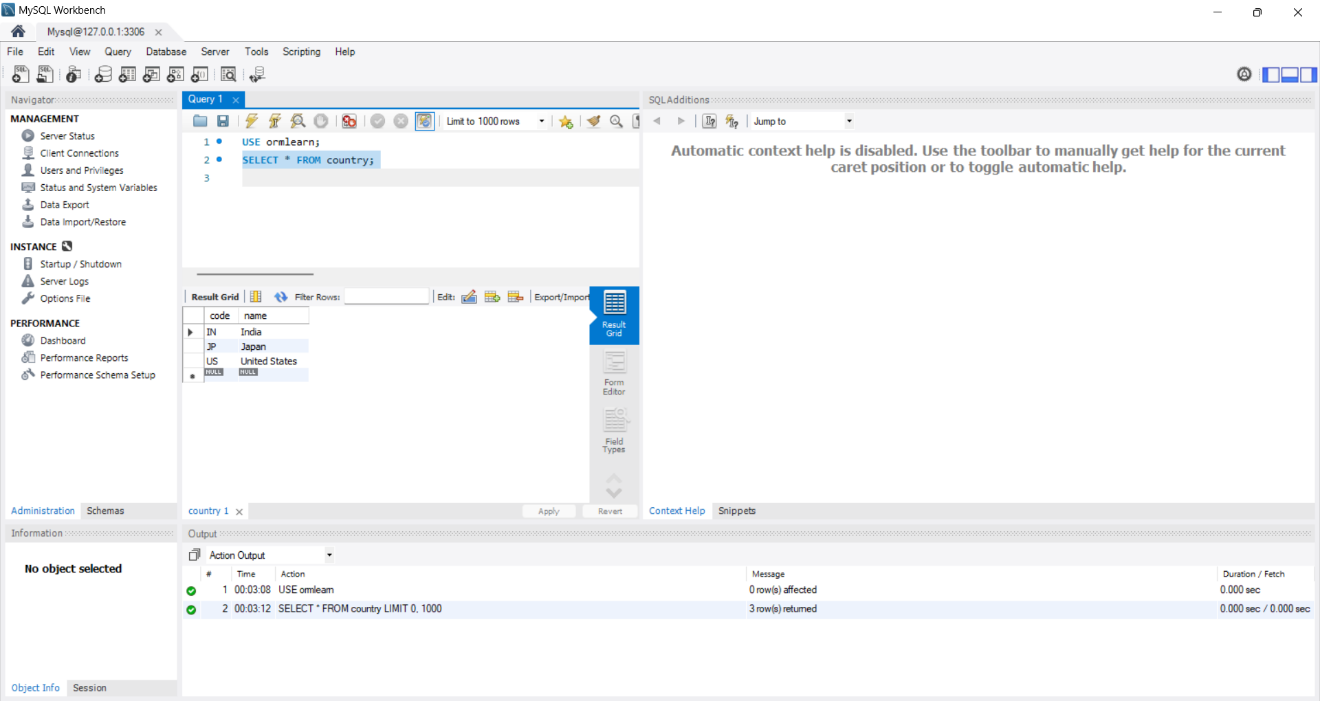 MySQL Workbench
Mysql@127.0.0.1:3306
File Edit View Query Database Server Tools Scripting Help
Navigator
MANAGEMENT
Server Status
Client Connections
Users and Privileges
Status and System Variables
Data Export
Data Import/Restore
INSTANCE
Startup / Shutdown
Server Logs
Options File
PERFORMANCE
Dashboard
Performance Reports
Performance Schema Setup
Administration Schemas
Query 1
Limit to 1000 rows
1 USE ormlearn;
2 SELECT * FROM country;
3
Result Grid Filter Rows: Edit: Export/Import
code name
IN India
JP Japan
US United States
NULL NULL
Result
Grid
Form
Editor
Field
Types
country 1 Apply Revert
SQLAdditions
Jump to
Automatic context help is disabled. Use the toolbar to manually get help for the current
caret position or to toggle automatic help.
Context Help Snippets
Information
No object selected
Object Info Session
Output
Action Output
# Time Action Message Duration / Fetch
1 00:03:08 USE ormlearn 0 row(s) affected 0.000 sec
2 00:03:12 SELECT * FROM country LIMIT 0, 1000 3 row(s) returned 0.000 sec / 0.000 sec